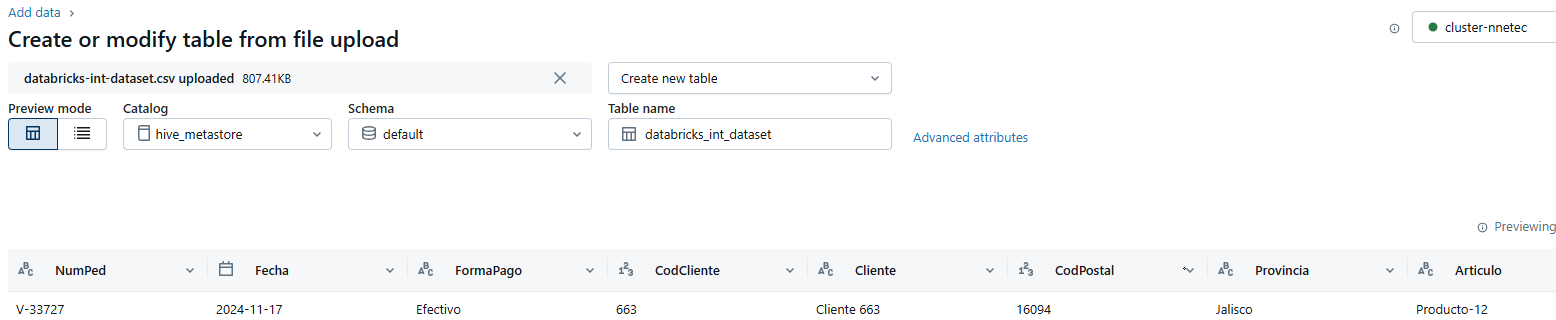 Add data
Create or modify table from file upload
cluster-nnetec
databricks-int-dataset.csv uploaded 807.41KB
Create new table
Preview mode Catalog Schema Table name
hive_metastore default databricks_int_dataset
Advanced attributes
Previewing
NumPed Fecha FormaPago CodCliente Cliente CodPostal Provincia Articulo
V-33727 2024-11-17 Efectivo 663 Cliente 663 16094 Jalisco Producto-12